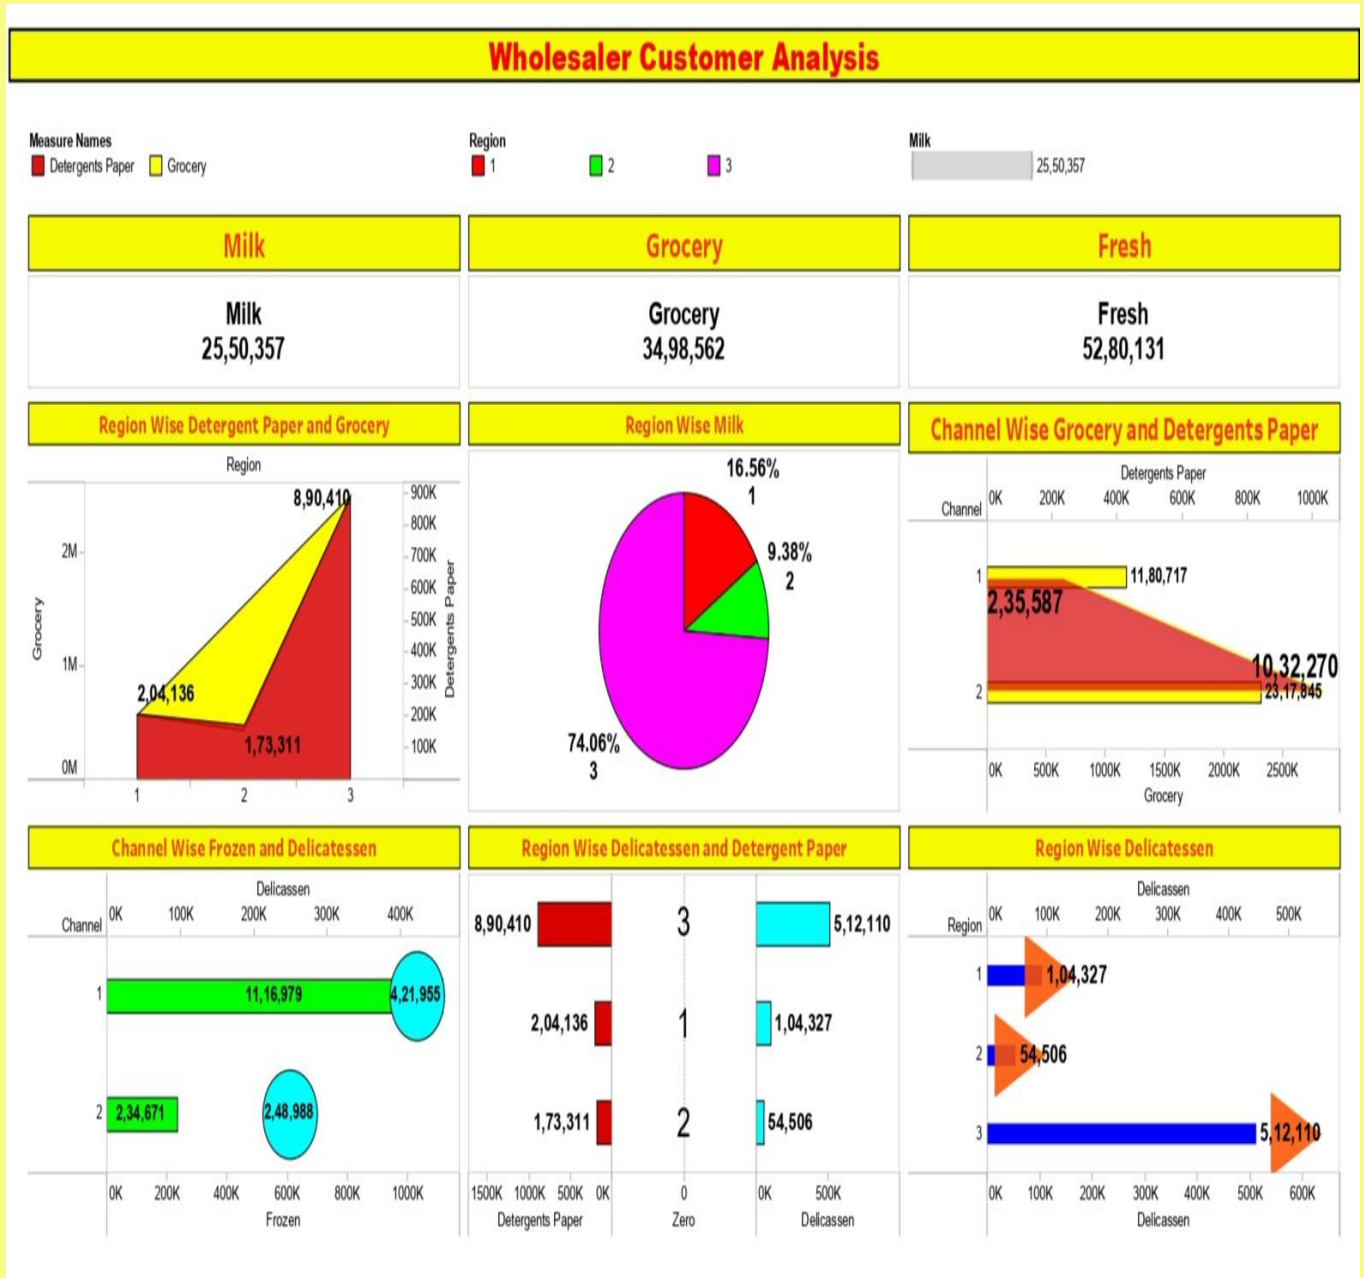 Wholesaler Customer Analysis
Measure Names
Detergents Paper Grocery
Region
1 2 3
Milk
25,50,357
Milk
Milk
25,50,357
Grocery
Grocery
34,98,562
Fresh
Fresh
52,80,131
Region Wise Detergent Paper and Grocery
Region
8,90,410
2,04,136
1,73,311
2M
1M
0M
Grocery
900K
800K
700K
600K
500K
400K
300K
200K
100K
Detergents Paper
1 2 3
Region Wise Milk
16.56%
1
9.38%
2
74.06%
3
Channel Wise Grocery and Detergents Paper
Detergents Paper
Channel 0K 200K 400K 600K 800K 1000K
1 11,80,717
2,35,587
10,32,270
2 23,17,845
0K 500K 1000K 1500K 2000K 2500K
Grocery
Channel Wise Frozen and Delicatessen
Delicassen
Channel 0K 100K 200K 300K 400K
1 11,16,979 4,21,955
2 2,34,671 2,48,988
0K 200K 400K 600K 800K 1000K
Frozen
Region Wise Delicatessen and Detergent Paper
8,90,410 3 5,12,110
2,04,136 1 1,04,327
1,73,311 2 54,506
1500K 1000K 500K 0K 0 0K 500K
Detergents Paper Zero Delicassen
Region Wise Delicatessen
Delicassen
Region 0K 100K 200K 300K 400K 500K
1 1,04,327
2 54,506
3 5,12,110
0K 100K 200K 300K 400K 500K 600K
Delicassen